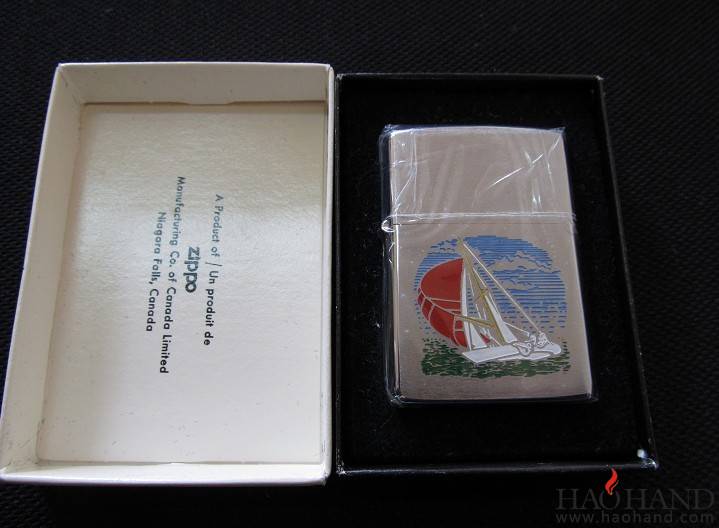 A Product of / Un produit de
zippo
Manufacturing Co. of Canada Limited
Niagara Falls, Canada
HAOHAND
www.haohand.com